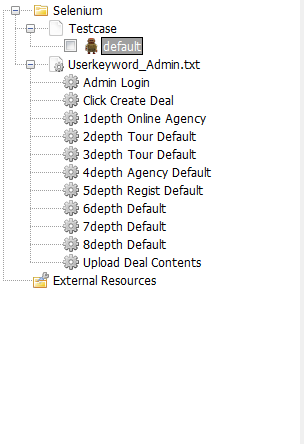 Selenium
Testcase
default
Userkeyword_Admin.txt
Admin Login
Click Create Deal
1depth Online Agency
2depth Tour Default
3depth Tour Default
4depth Agency Default
5depth Regist Default
6depth Default
7depth Default
8depth Default
Upload Deal Contents
External Resources